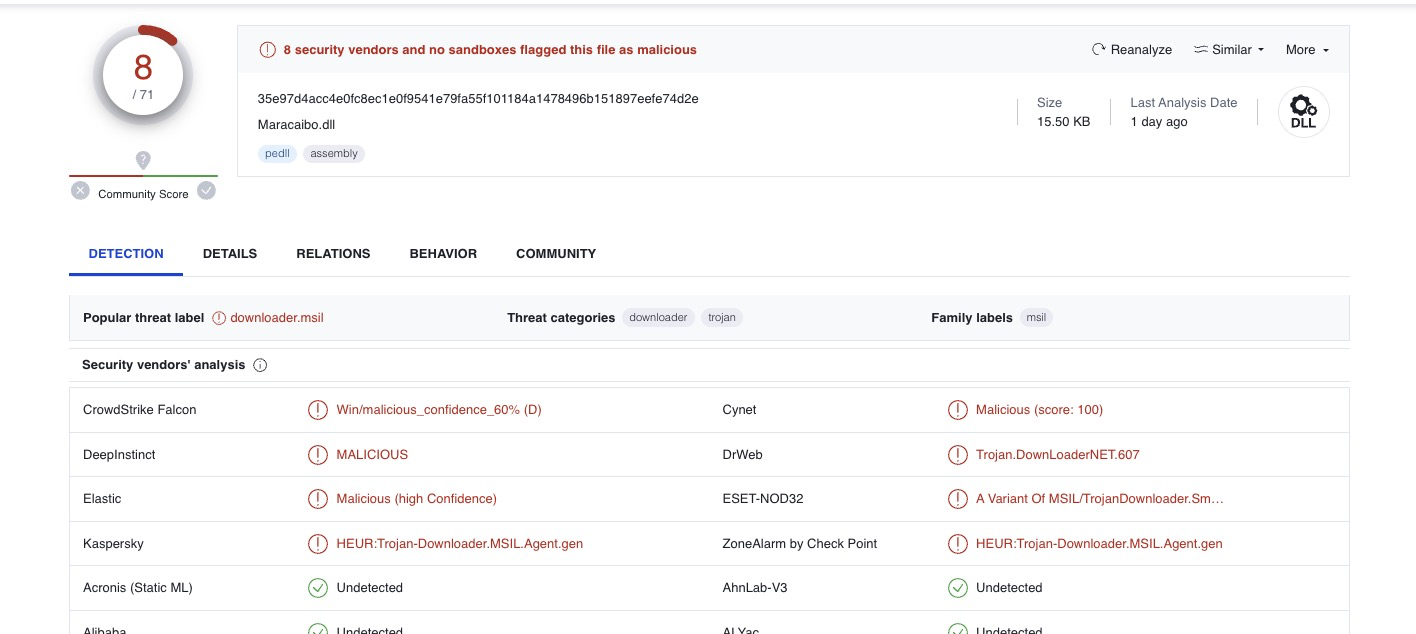 8
/ 71
?
Community Score
8 security vendors and no sandboxes flagged this file as malicious
Reanalyze
Similar
More
35e97d4acc4e0fc8ec1e0f9541e79fa55f101184a1478496b151897eefe74d2e
Maracaibo.dll
pedll assembly
Size
15.50 KB
Last Analysis Date
1 day ago
DLL
DETECTION DETAILS RELATIONS BEHAVIOR COMMUNITY
Popular threat label downloader.msil Threat categories downloader trojan Family labels msil
Security vendors' analysis
CrowdStrike Falcon Win/malicious_confidence_60% (D) Cynet Malicious (score: 100)
DeepInstinct MALICIOUS DrWeb Trojan.DownLoaderNET.607
Elastic Malicious (high Confidence) ESET-NOD32 A Variant Of MSIL/TrojanDownloader.Sm…
Kaspersky HEUR:Trojan-Downloader.MSIL.Agent.gen ZoneAlarm by Check Point HEUR:Trojan-Downloader.MSIL.Agent.gen
Acronis (Static ML) Undetected AhnLab-V3 Undetected
Alibaba Undetected ALYac Undetected